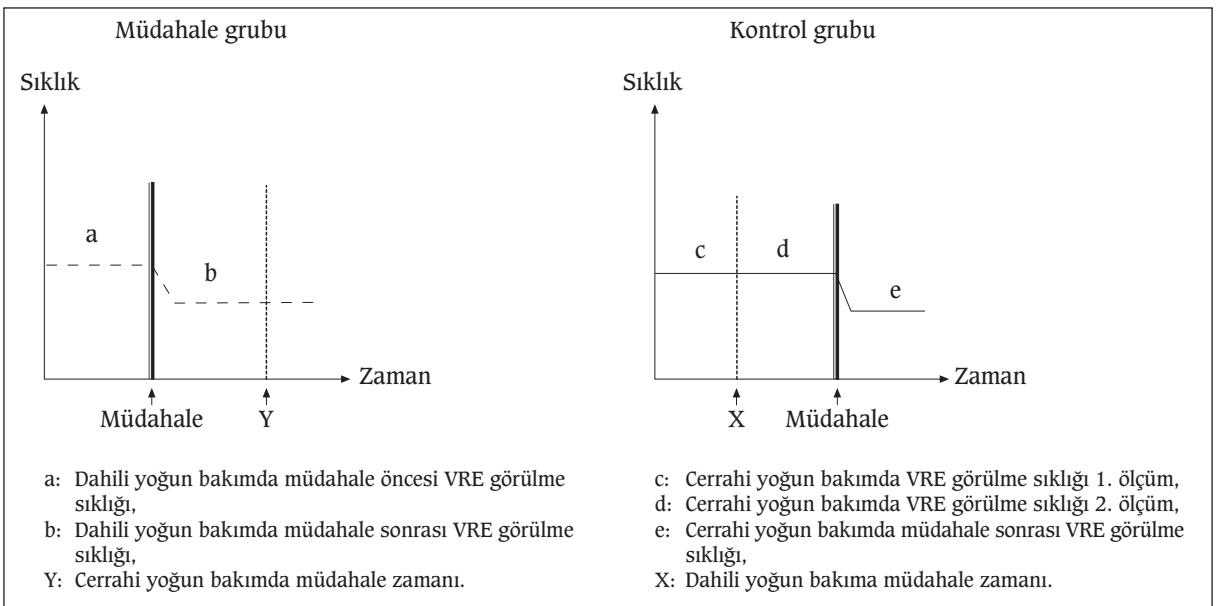 Müdahale grubu
Sıklık
a
b
Zaman
Müdahale
Y
a: Dahili yoğun bakımda müdahale öncesi VRE görülme
sıklığı,
b: Dahili yoğun bakımda müdahale sonrası VRE görülme
sıklığı,
Y: Cerrahi yoğun bakımda müdahale zamanı.
Kontrol grubu
Sıklık
c
d
e
Zaman
X
Müdahale
c: Cerrahi yoğun bakımda VRE görülme sıklığı 1. ölçüm,
d: Cerrahi yoğun bakımda VRE görülme sıklığı 2. ölçüm,
e: Cerrahi yoğun bakımda müdahale sonrası VRE görülme
sıklığı,
X: Dahili yoğun bakıma müdahale zamanı.